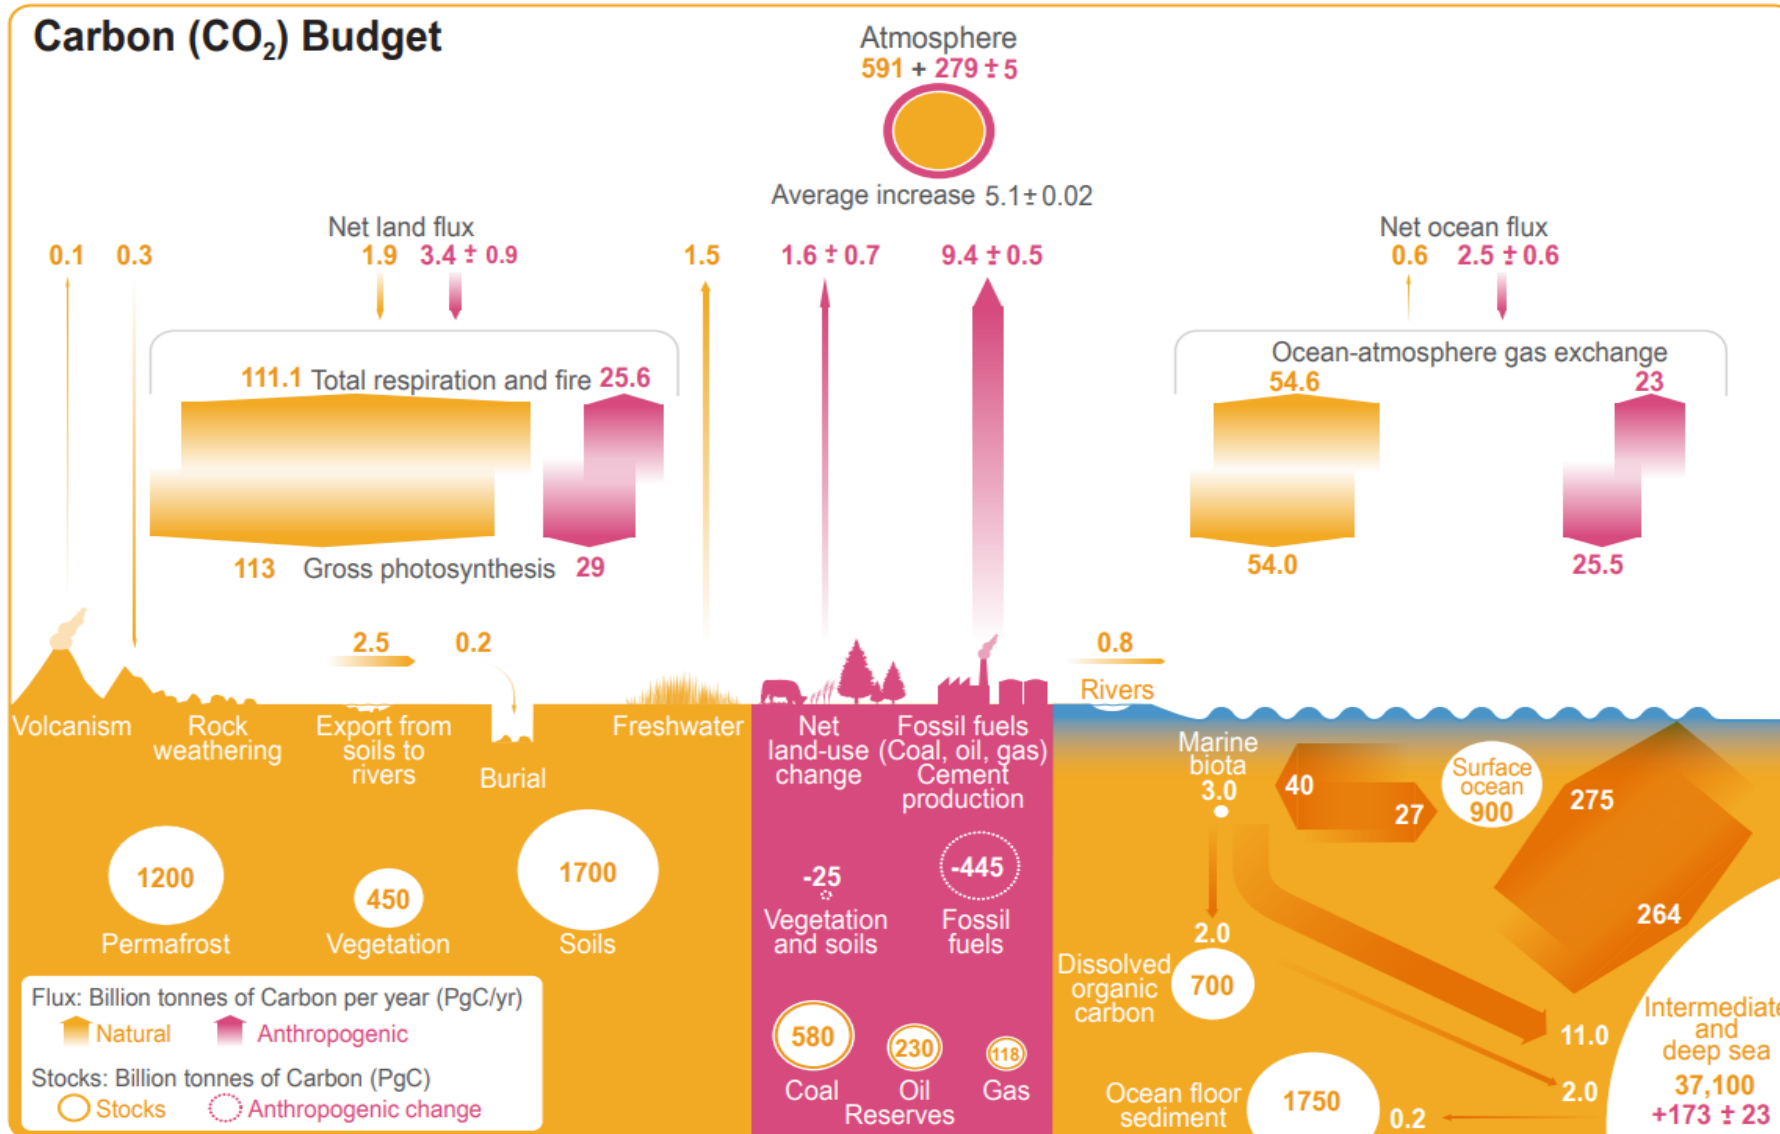 Carbon (CO₂) Budget
Atmosphere
591 + 279 ± 5
Average increase 5.1 ± 0.02
Net land flux
Net ocean flux
0.1
0.3
1.9
3.4 ± 0.9
1.5
1.6 ± 0.7
9.4 ± 0.5
0.6
2.5 ± 0.6
111.1 Total respiration and fire 25.6
113 Gross photosynthesis 29
Ocean-atmosphere gas exchange
54.6
23
54.0
25.5
2.5
0.2
0.8
Rivers
Volcanism
Rock
weathering
Export from
soils to
rivers
Burial
Freshwater
Net
land-use
change
Fossil fuels
(Coal, oil, gas)
Cement
production
Marine
biota
3.0
40
27
Surface
ocean
900
275
264
1200
Permafrost
450
Vegetation
1700
Soils
-25
Vegetation
and soils
-445
Fossil
fuels
2.0
Dissolved
organic
carbon
700
580
Coal
230
Oil
118
Gas
Reserves
11.0
2.0
Intermediate
and
deep sea
37,100
+173 ± 23
Ocean floor
sediment
1750
0.2
Flux: Billion tonnes of Carbon per year (PgC/yr)
Natural
Anthropogenic
Stocks: Billion tonnes of Carbon (PgC)
Stocks
Anthropogenic change